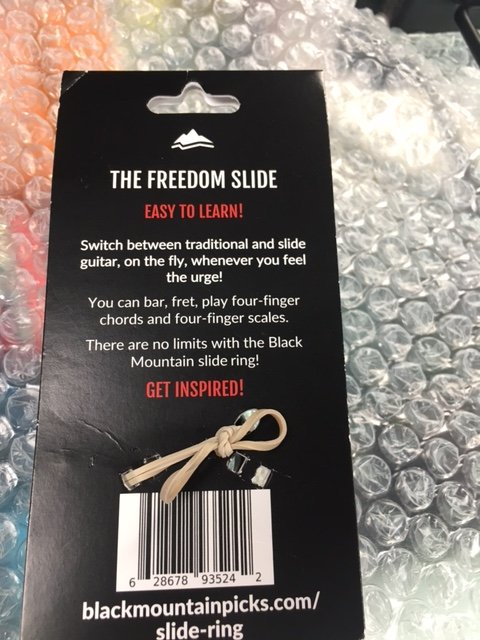 THE FREEDOM SLIDE
EASY TO LEARN!
Switch between traditional and slide
guitar, on the fly, whenever you feel
the urge!
You can bar, fret, play four-finger
chords and four-finger scales.
There are no limits with the Black
Mountain slide ring!
GET INSPIRED!
6 28678 93524 2
blackmountainpicks.com/
slide-ring